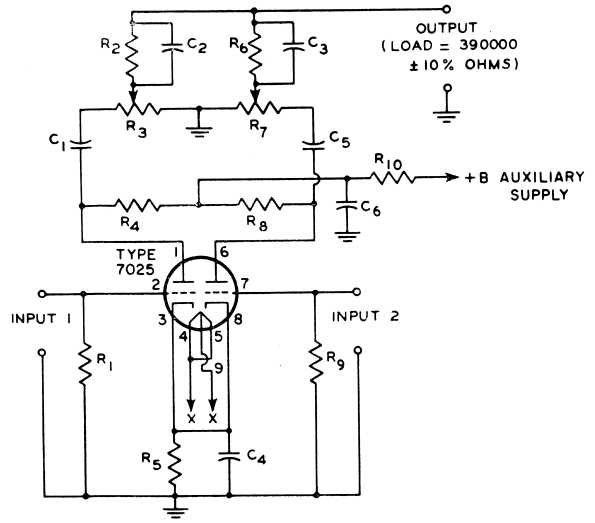 OUTPUT
(LOAD = 390000
±10% OHMS)
R2
C2
R6
C3
R3
R7
C1
C5
R10
+B AUXILIARY
SUPPLY
R4
R8
C6
TYPE
7025
1
6
2
7
INPUT 1
INPUT 2
3
4
5
8
9
R1
R9
X X
R5
C4